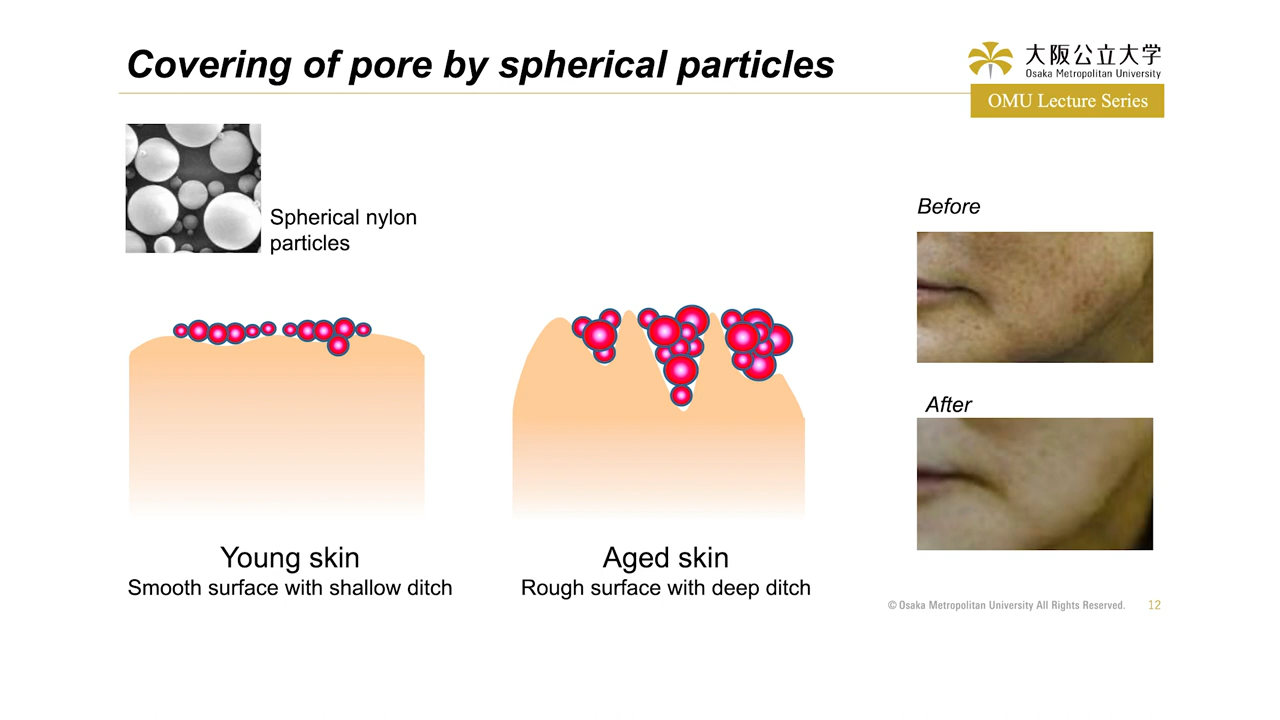 Covering of pore by spherical particles
大阪公立大学
Osaka Metropolitan University
OMU Lecture Series
Spherical nylon
particles
Before
After
Young skin
Smooth surface with shallow ditch
Aged skin
Rough surface with deep ditch
© Osaka Metropolitan University All Rights Reserved.
12